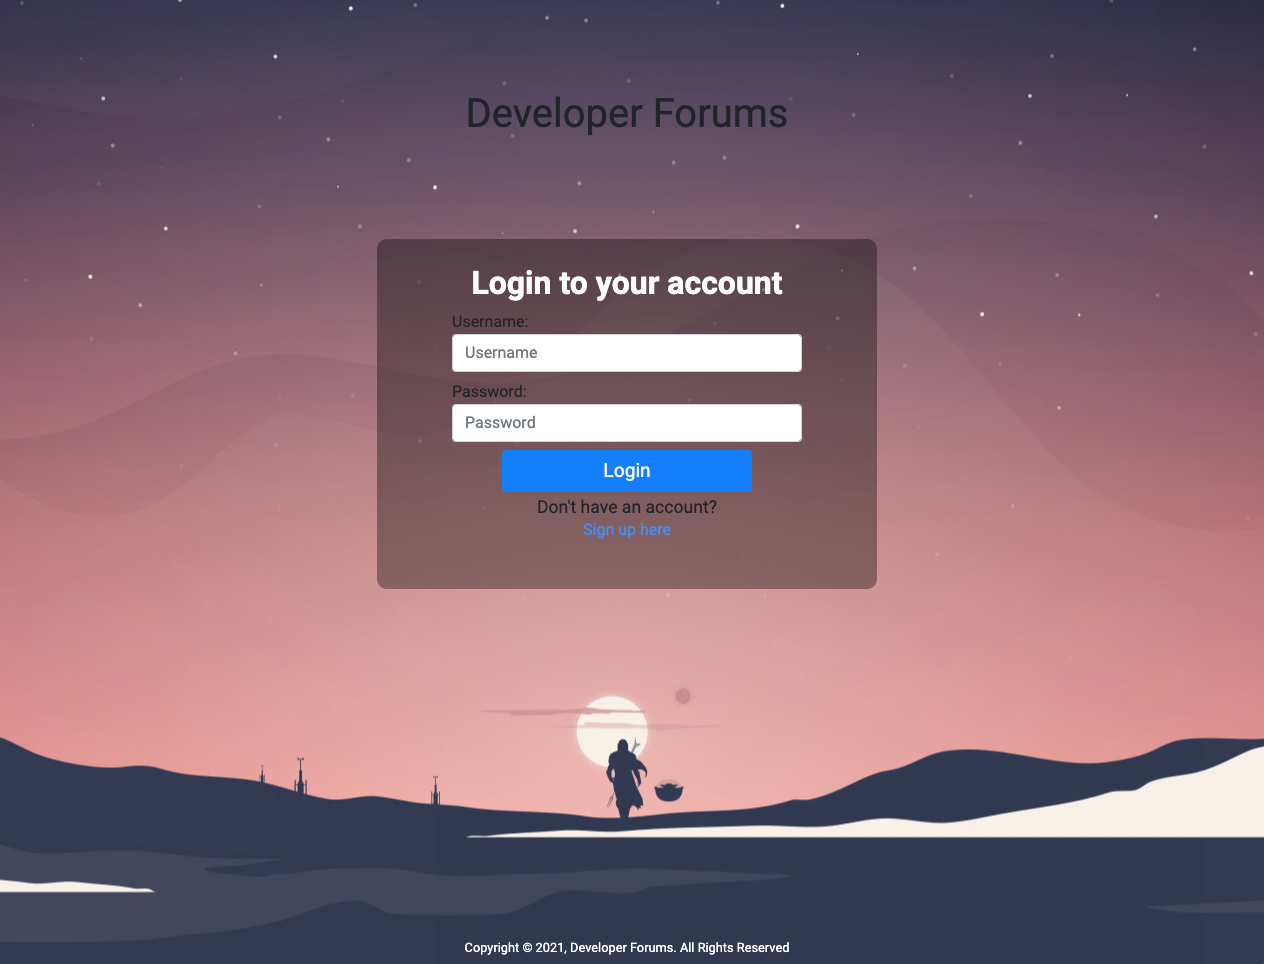 Developer Forums
Login to your account
Username:
Username
Password:
Password
Login
Don't have an account?
Sign up here
Copyright © 2021, Developer Forums. All Rights Reserved